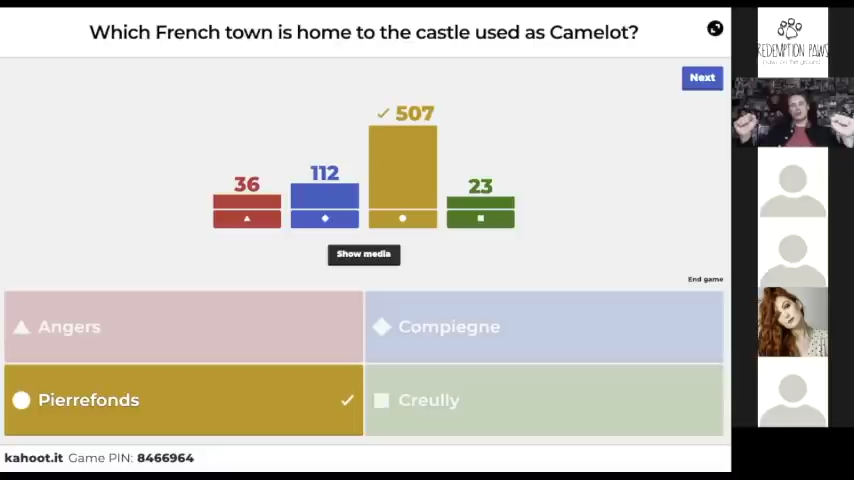 Which French town is home to the castle used as Camelot?
Next
507
112
36
23
Show media
End game
Angers
Compiegne
Pierrefonds
Creully
kahoot.it Game PIN: 8466964
REDEMPTION PAWS